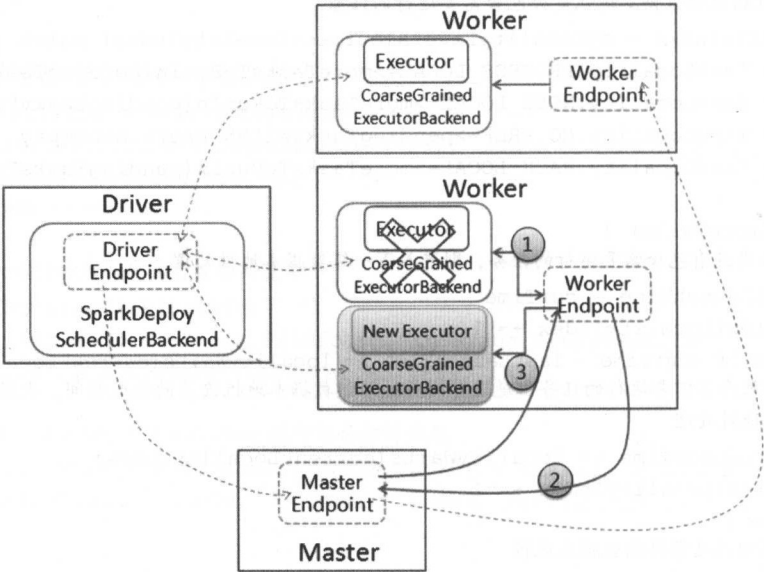 Worker
Executor
CoarseGrained
ExecutorBackend
Worker
Endpoint
Worker
Executor
CoarseGrained
ExecutorBackend
1
Worker
Endpoint
New Executor
CoarseGrained
ExecutorBackend
3
Driver
Driver
Endpoint
SparkDeploy
SchedulerBackend
2
Master
Endpoint
Master